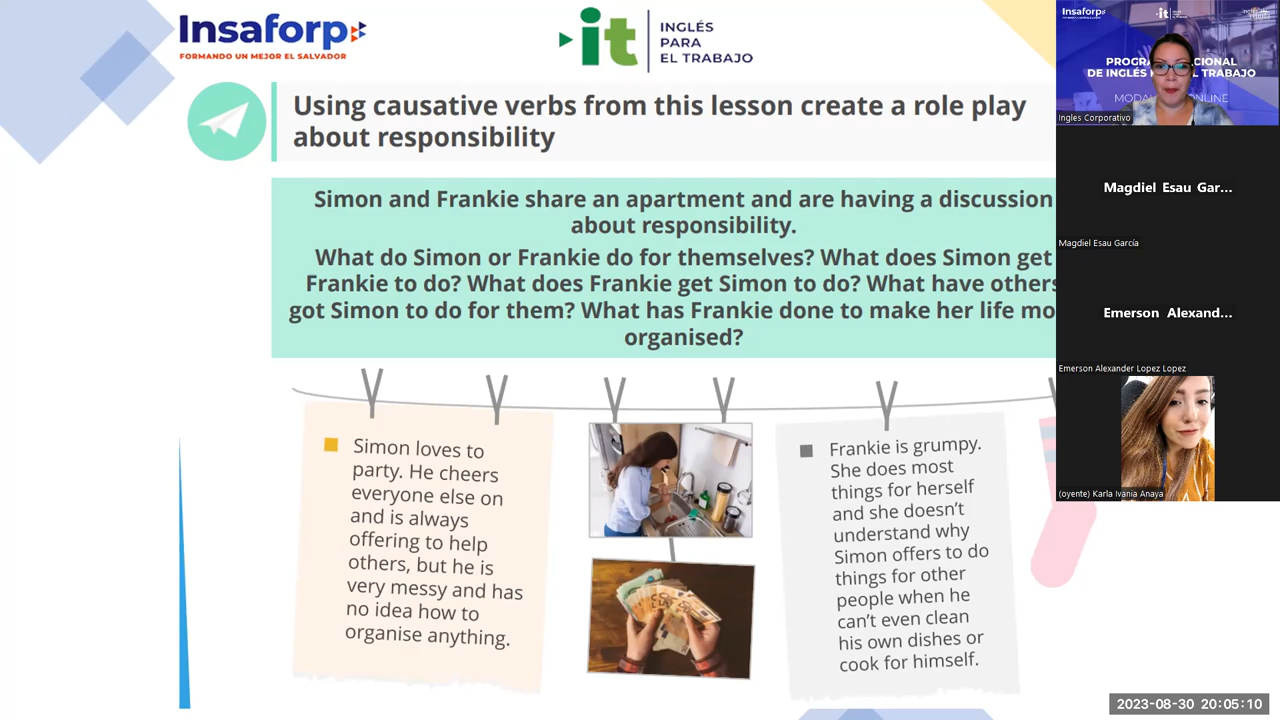 Insaforp
FORMANDO UN MEJOR EL SALVADOR
it
INGLÉS
PARA
EL TRABAJO
Using causative verbs from this lesson create a role play
about responsibility
Simon and Frankie share an apartment and are having a discussion
about responsibility.
What do Simon or Frankie do for themselves? What does Simon get
Frankie to do? What does Frankie get Simon to do? What have others
got Simon to do for them? What has Frankie done to make her life mo
organised?
Simon loves to
party. He cheers
everyone else on
and is always
offering to help
others, but he is
very messy and has
no idea how to
organise anything.
Frankie is grumpy.
She does most
things for herself
and she doesn't
understand why
Simon offers to do
things for other
people when he
can't even clean
his own dishes or
cook for himself.
Insaforp
it
PROGRA
CIONAL
DE INGLÉS
TRABAJO
MODA
ONLINE
Ingles Corporativo
Magdiel Esau Gar...
Magdiel Esau García
Emerson Alexand...
Emerson Alexander Lopez Lopez
(oyente) Karla Ivania Anaya
2023-08-30 20:05:10